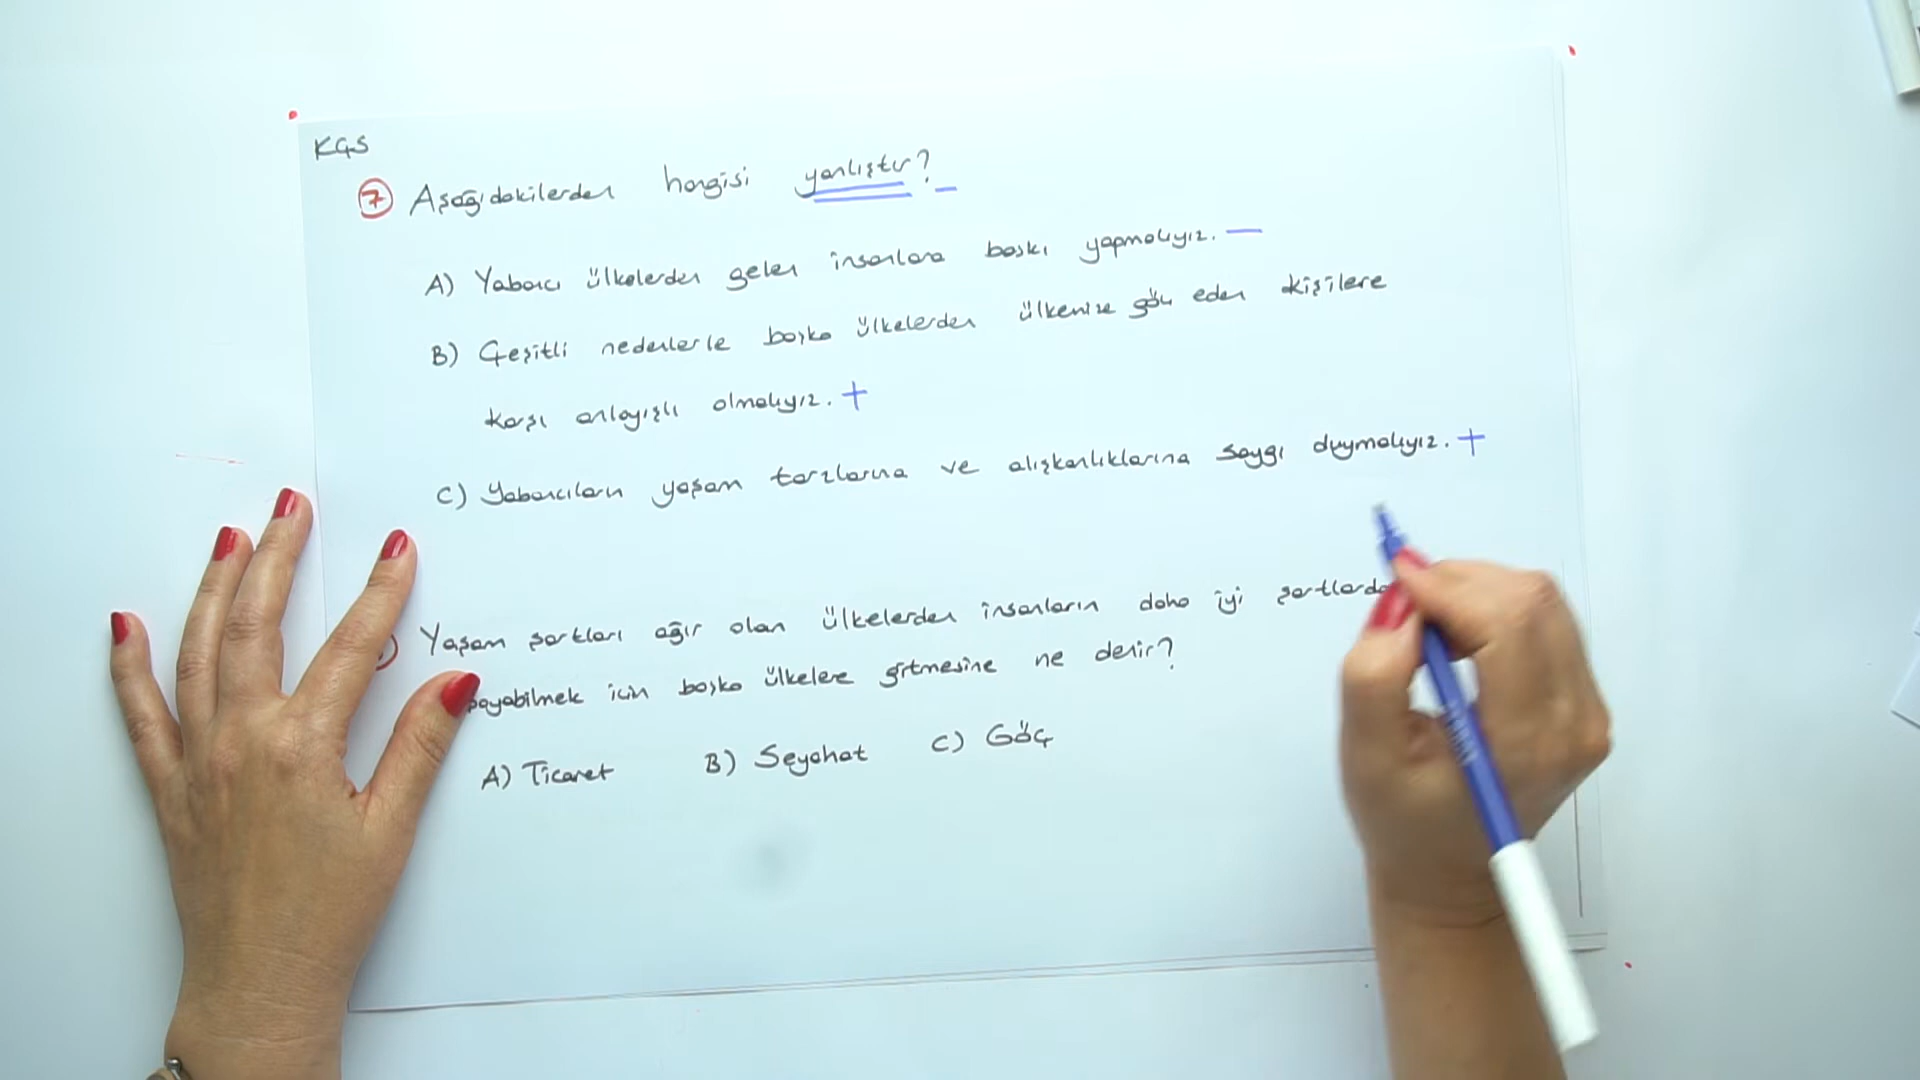 KGS
7 Aşağıdakilerden hangisi yanlıştır?
A) Yabancı ülkelerden gelen insanlara baskı yapmalıyız. -
B) Çeşitli nedenlerle başka ülkelerden ülkemize göç eden kişilere
karşı anlayışlı olmalıyız. +
C) Yabancıların yaşam tarzlarına ve alışkanlıklarına saygı duymalıyız. +
Yaşam şartları ağır olan ülkelerden insanların daha iyi
için başka ülkelere gitmesine ne denir?
A) Ticaret B) Seyahat C) Göç